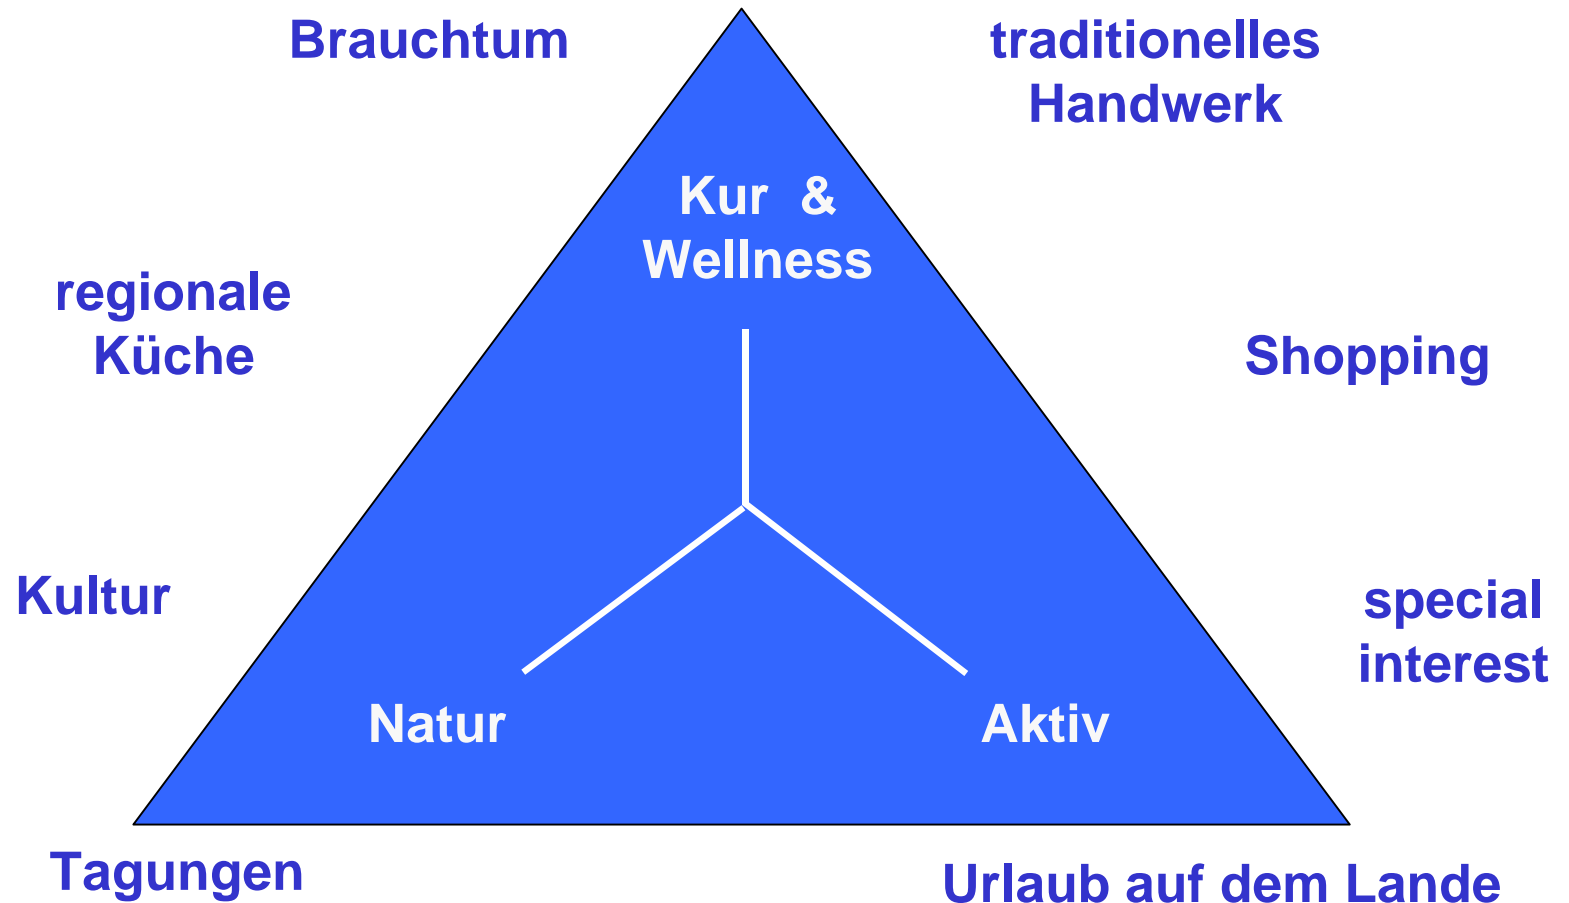 Brauchtum
traditionelles
Handwerk
Kur & 
Wellness
regionale
Küche
Shopping
Kultur
special
interest
Natur
Aktiv
Tagungen
Urlaub auf dem Lande